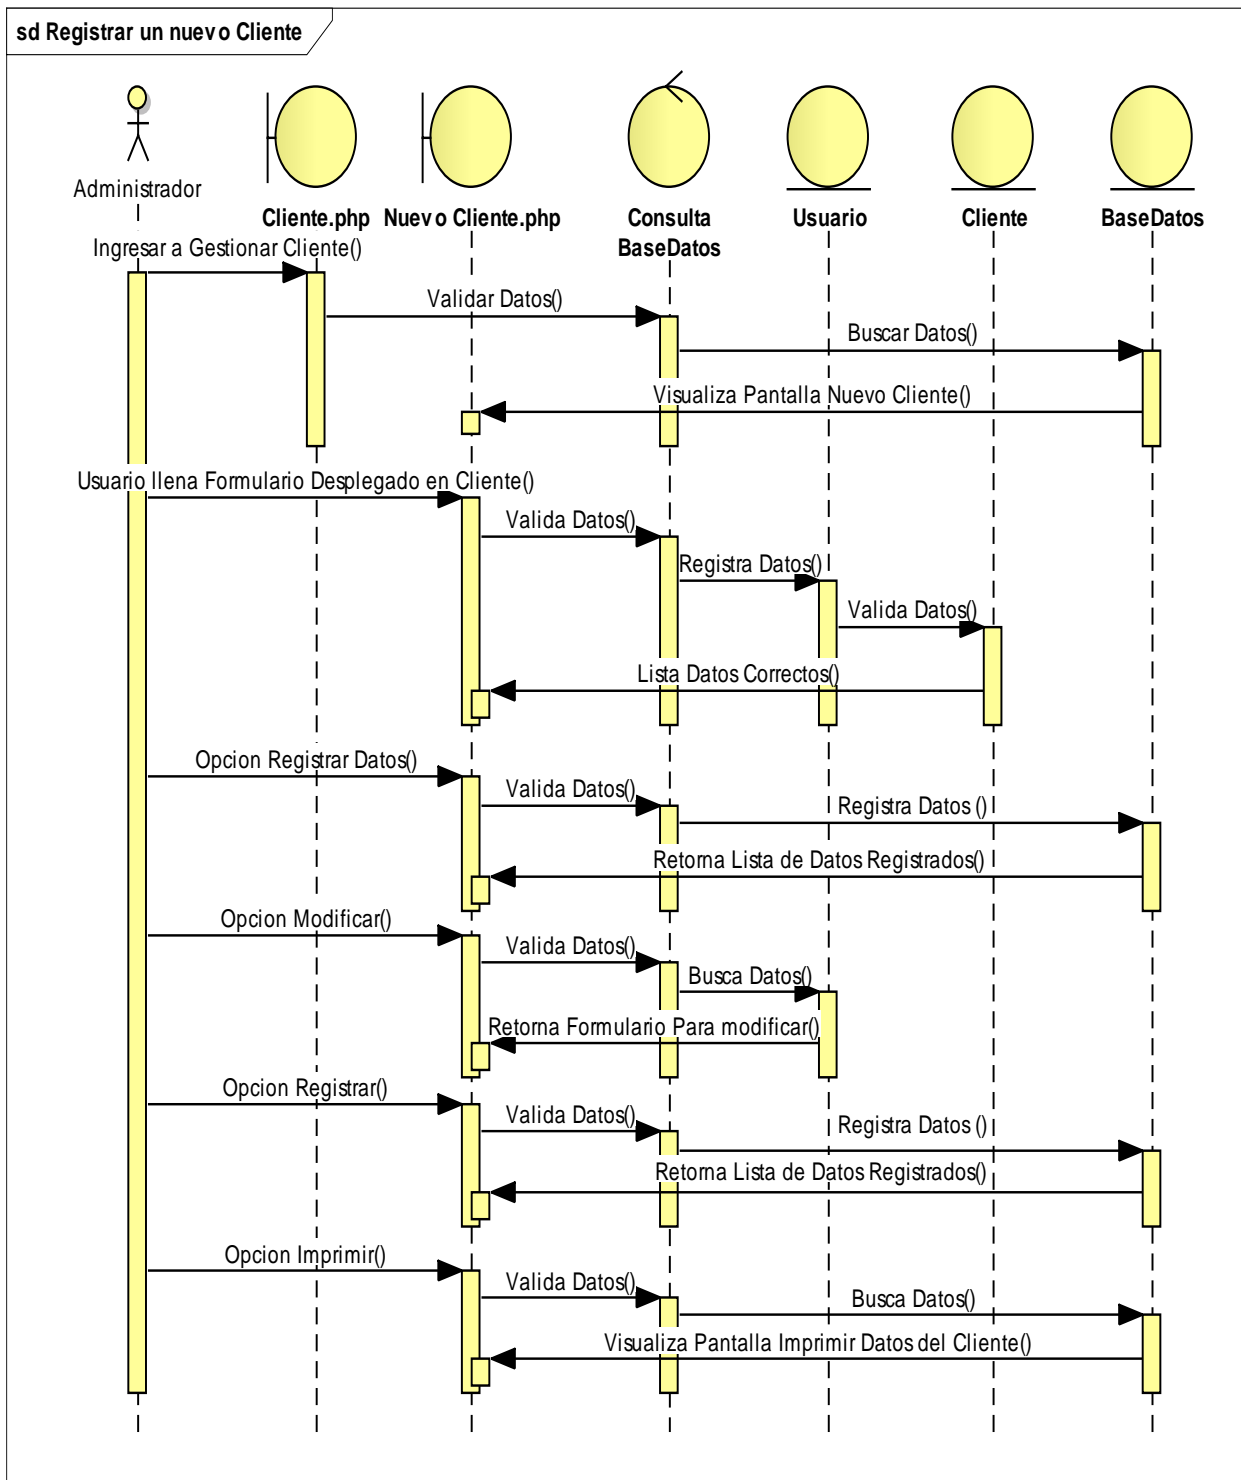 sd Registrar un nuevo Cliente
Administrador
Cliente.php
Nuevo Cliente.php
Consulta
BaseDatos
Usuario
Cliente
BaseDatos
Ingresar a Gestionar Cliente()
Validar Datos()
Buscar Datos()
Visualiza Pantalla Nuevo Cliente()
Usuario llena Formulario Desplegado en Cliente()
Valida Datos()
Registra Datos()
Valida Datos()
Lista Datos Correctos()
Opcion Registrar Datos()
Valida Datos()
Registra Datos ()
Retorna Lista de Datos Registrados()
Opcion Modificar()
Valida Datos()
Busca Datos()
Retorna Formulario Para modificar()
Opcion Registrar()
Valida Datos()
Registra Datos ()
Retorna Lista de Datos Registrados()
Opcion Imprimir()
Valida Datos()
Busca Datos()
Visualiza Pantalla Imprimir Datos del Cliente()